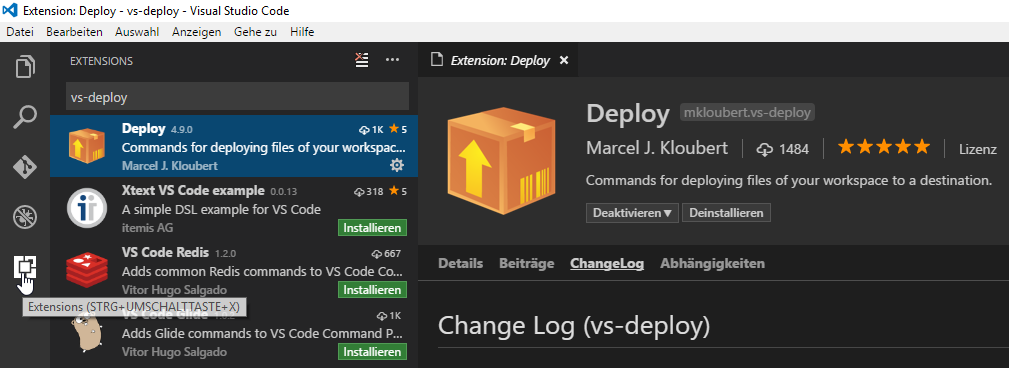 Extension: Deploy - vs-deploy - Visual Studio Code
Datei Bearbeiten Auswahl Anzeigen Gehe zu Hilfe
EXTENSIONS
vs-deploy
Deploy 4.9.0 1K 5
Commands for deploying files of your workspac...
Marcel J. Kloubert
Xtext VS Code example 0.0.13 318 5
A simple DSL example for VS Code
itemis AG Installieren
VS Code Redis 1.2.0 667
Adds common Redis commands to VS Code Co...
Vitor Hugo Salgado Installieren
Extensions (STRG+UMSCHALTTASTE+X)
VS Code Glide 1K
Adds Glide commands to VS Code Command P...
Vitor Hugo Salgado Installieren
Extension: Deploy
Deploy mkloubert.vs-deploy
Marcel J. Kloubert 1484 Lizenz
Commands for deploying files of your workspace to a destination.
Deaktivieren Deinstallieren
Details Beiträge ChangeLog Abhängigkeiten
Change Log (vs-deploy)